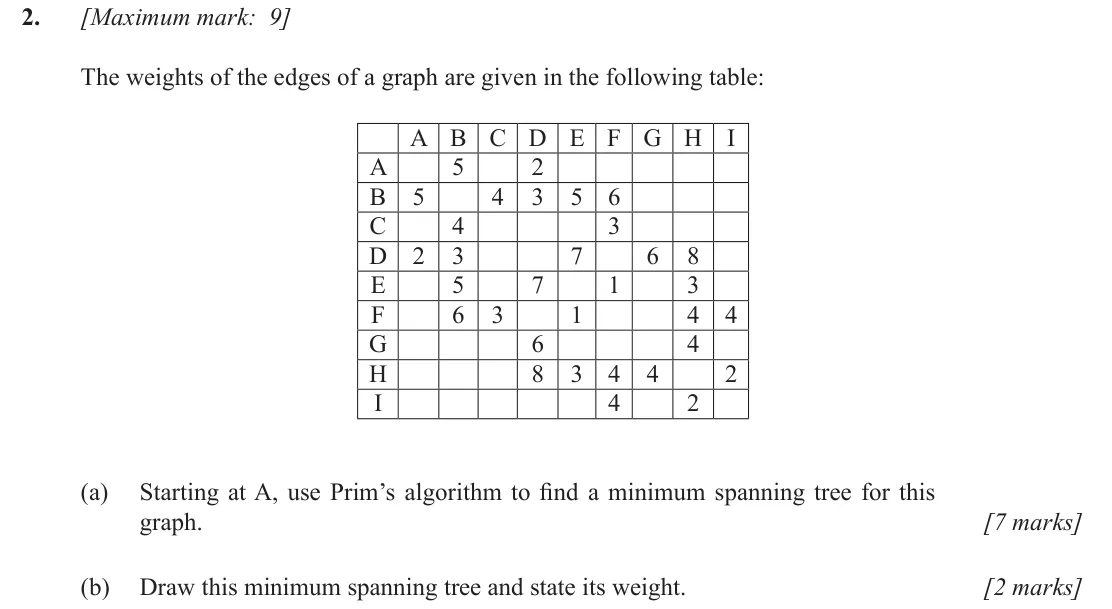 2. [Maximum mark: 9]
The weights of the edges of a graph are given in the following table:
A B C D E F G H I
A 5 2
B 5 4 3 5 6
C 4 3
D 2 3 7 6 8
E 5 7 1 3
F 6 3 1 4 4
G 6 4
H 8 3 4 4 2
I 4 2
(a) Starting at A, use Prim’s algorithm to find a minimum spanning tree for this
graph. [7 marks]
(b) Draw this minimum spanning tree and state its weight. [2 marks]